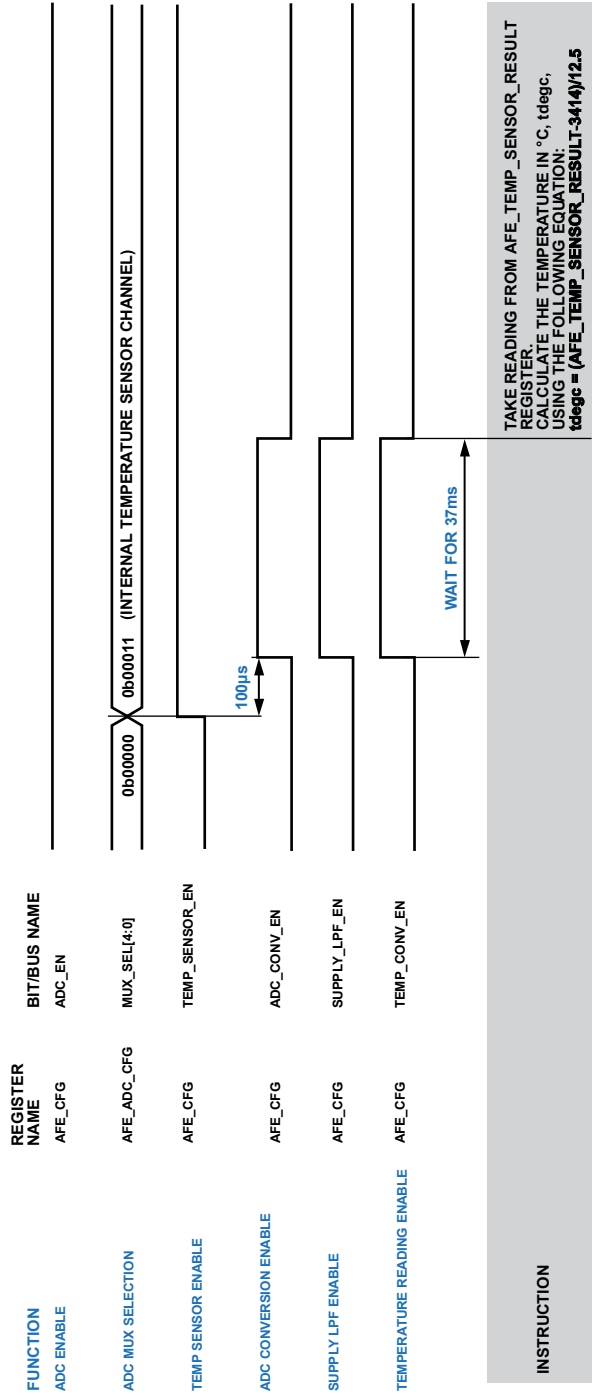 FUNCTION
REGISTER
NAME
BIT/BUS NAME
ADC ENABLE
AFE_CFG
ADC_EN
ADC MUX SELECTION
AFE_ADC_CFG
MUX_SEL[4:0]
0b00000
0b00011 (INTERNAL TEMPERATURE SENSOR CHANNEL)
TEMP SENSOR ENABLE
AFE_CFG
TEMP_SENSOR_EN
100µs
ADC CONVERSION ENABLE
AFE_CFG
ADC_CONV_EN
SUPPLY LPF ENABLE
AFE_CFG
SUPPLY_LPF_EN
TEMPERATURE READING ENABLE
AFE_CFG
TEMP_CONV_EN
WAIT FOR 37ms
INSTRUCTION
TAKE READING FROM AFE_TEMP_SENSOR_RESULT
REGISTER.
CALCULATE THE TEMPERATURE IN °C, tdegc,
USING THE FOLLOWING EQUATION:
tdegc = (AFE_TEMP_SENSOR_RESULT-3414)/12.5